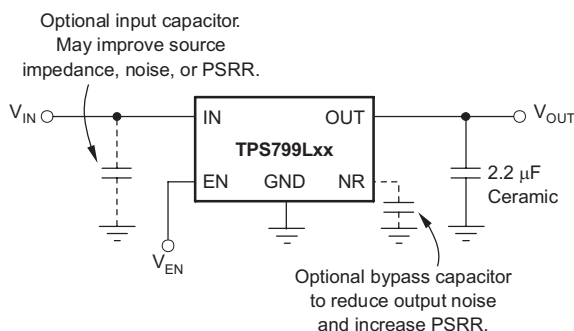 Optional input capacitor.
May improve source
impedance, noise, or PSRR.
V_IN
IN
OUT
V_OUT
TPS799Lxx
EN
GND
NR
2.2 μF
Ceramic
V_EN
Optional bypass capacitor
to reduce output noise
and increase PSRR.